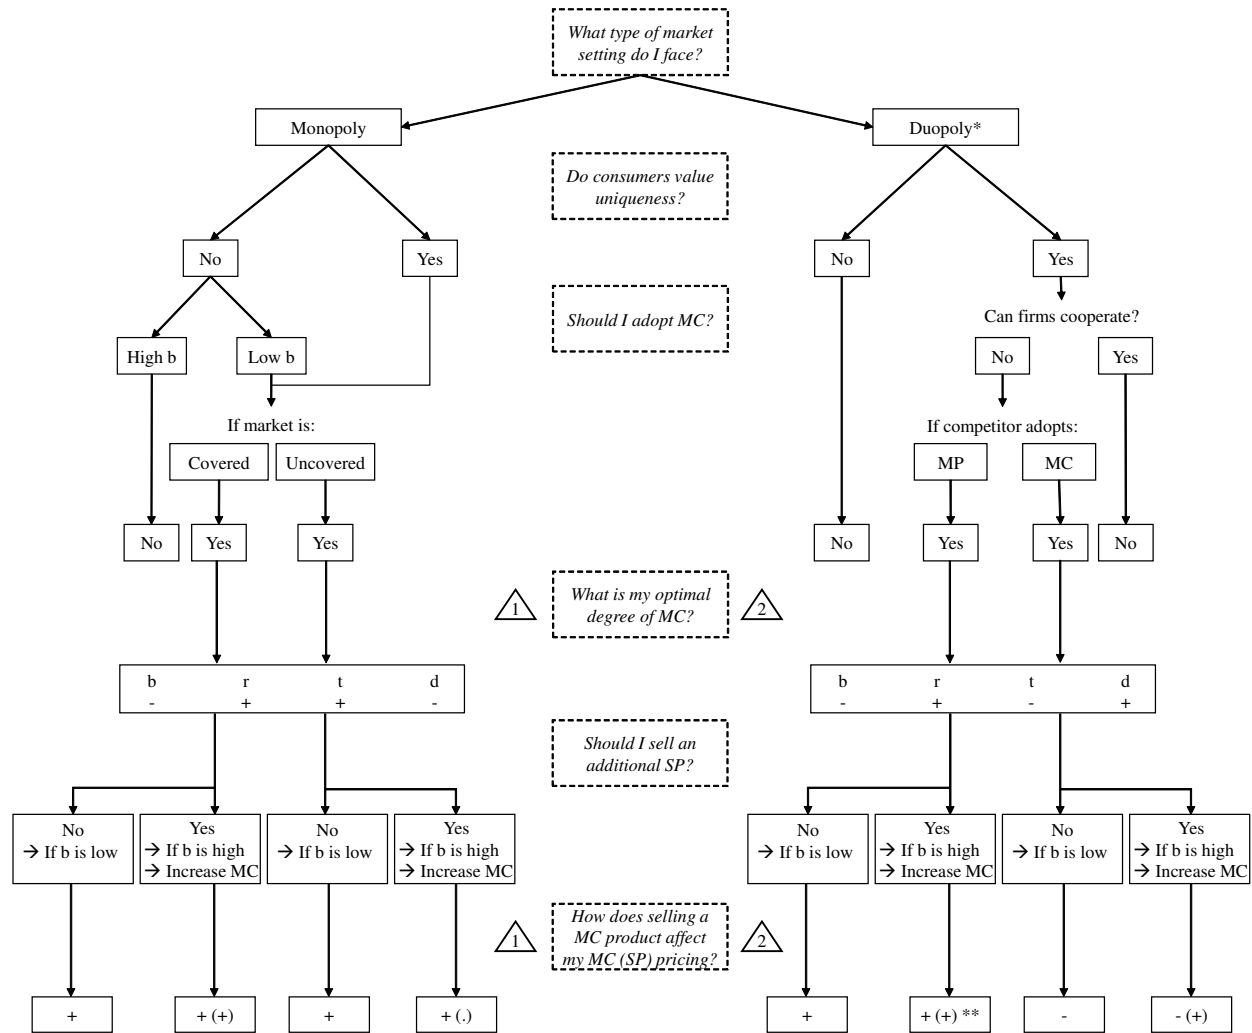 What type of market
setting do I face?
Monopoly
Duopoly*
Do consumers value
uniqueness?
No
Yes
No
Yes
Should I adopt MC?
Can firms cooperate?
High b
Low b
No
Yes
If market is:
If competitor adopts:
Covered
Uncovered
MP
MC
No
Yes
Yes
No
Yes
Yes
No
1
What is my optimal
degree of MC?
2
b r t d
- + + -
b r t d
- + - +
Should I sell an
additional SP?
No
→ If b is low
Yes
→ If b is high
→ Increase MC
No
→ If b is low
Yes
→ If b is high
→ Increase MC
No
→ If b is low
Yes
→ If b is high
→ Increase MC
No
→ If b is low
Yes
→ If b is high
→ Increase MC
1
How does selling a
MC product affect
my MC (SP) pricing?
2
+
+ (+)
+
+ (.)
+
+ (+) **
-
- (+)